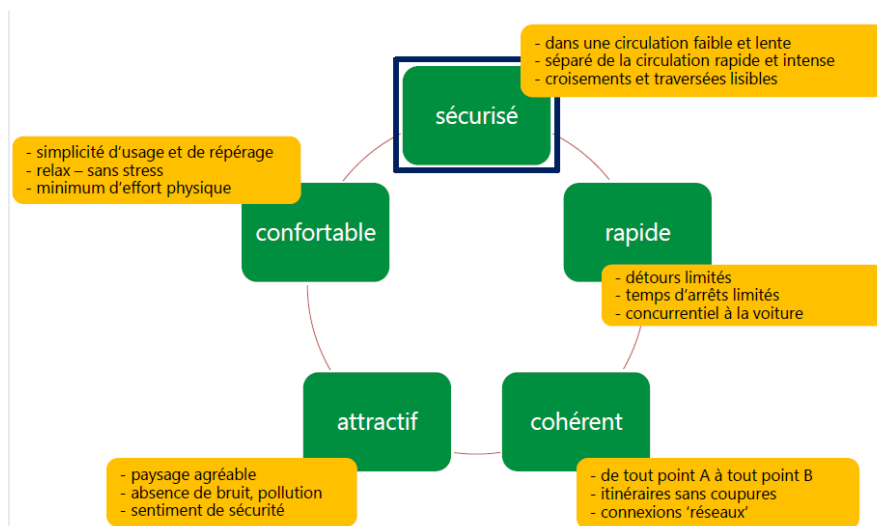 sécurisé
- dans une circulation faible et lente
- séparé de la circulation rapide et intense
- croisements et traversées lisibles
rapide
- détours limités
- temps d'arrêts limités
- concurrentiel à la voiture
cohérent
- de tout point A à tout point B
- itinéraires sans coupures
- connexions 'réseaux'
attractif
- paysage agréable
- absence de bruit, pollution
- sentiment de sécurité
confortable
- simplicité d'usage et de répérage
- relax – sans stress
- minimum d'effort physique